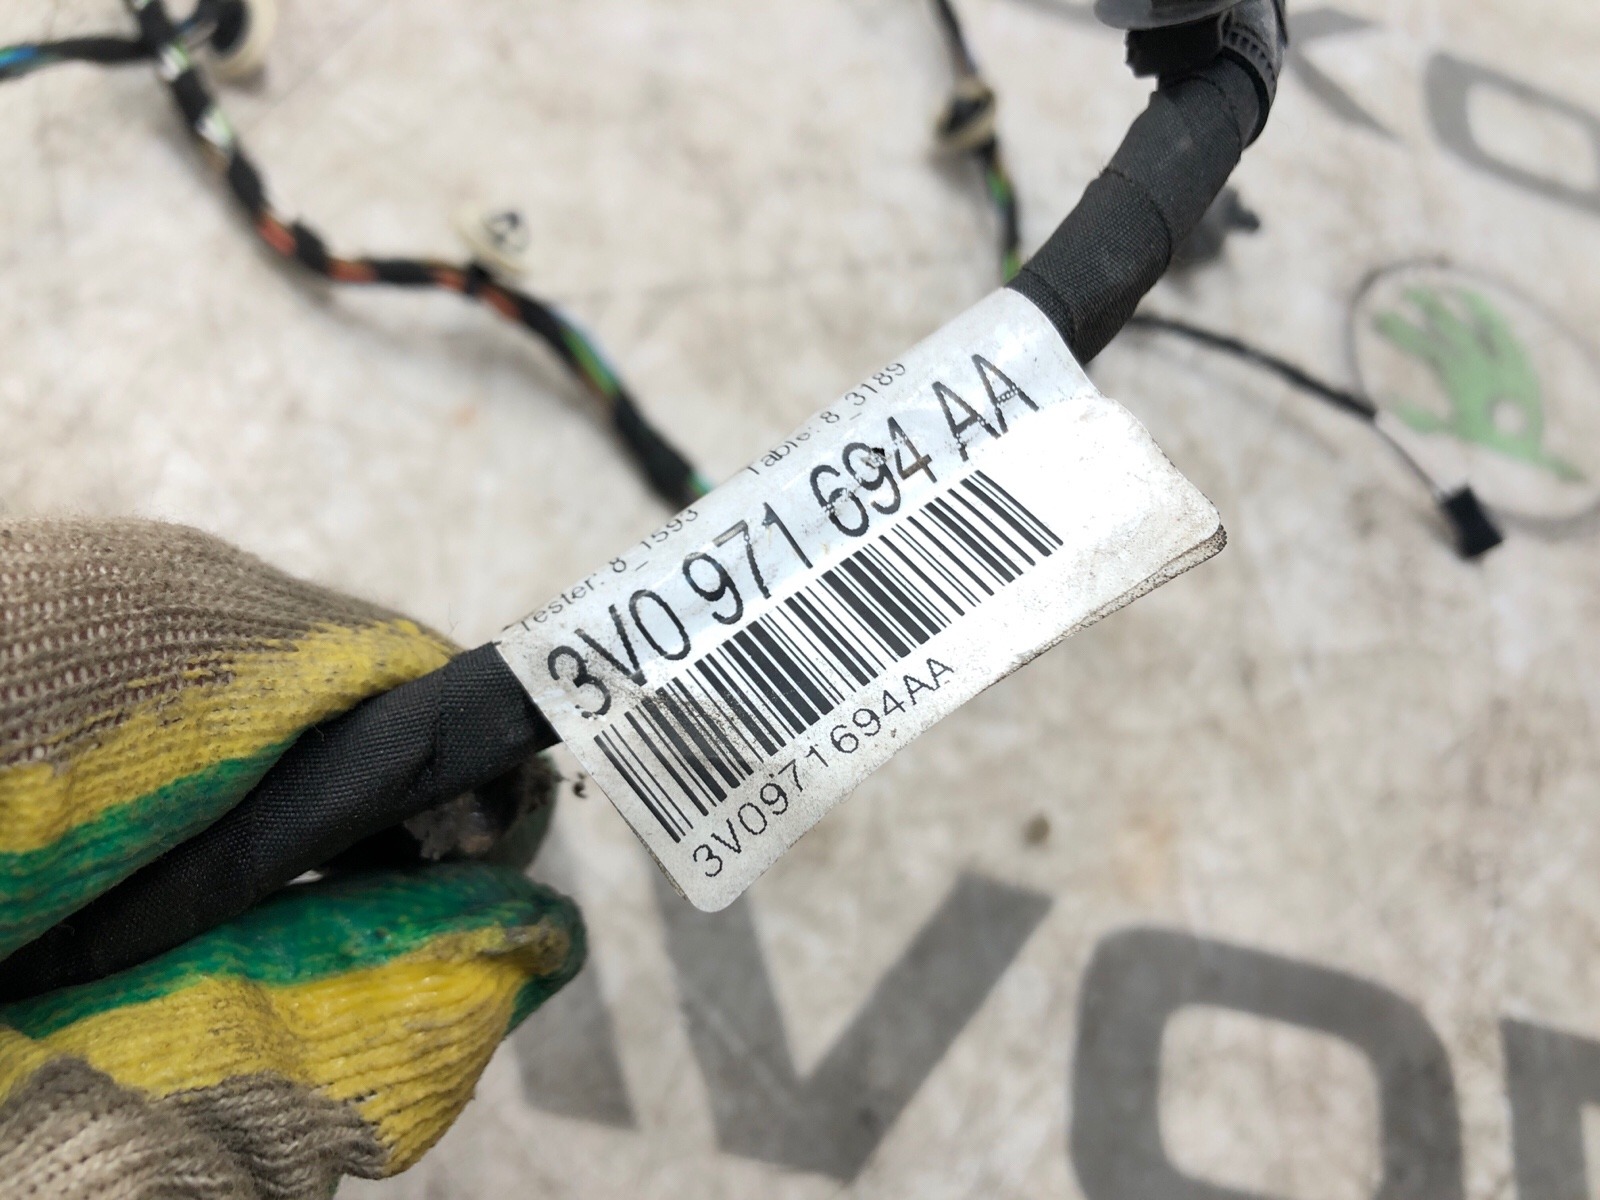 Tester: 8_1593 Table: 8_3189
3V0 971 694 AA
3V0971694AA